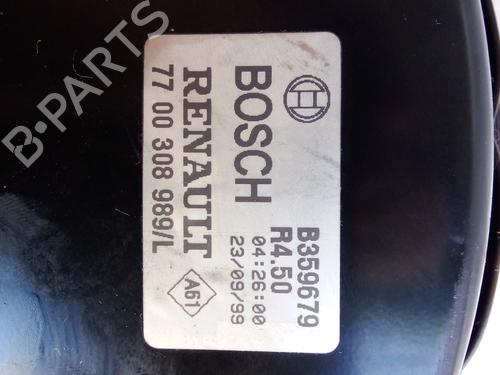 B-PARTS
BOSCH
RENAULT
77 00 308 989/L
B359679
R4.50
04:26:00
23/09/99
A61